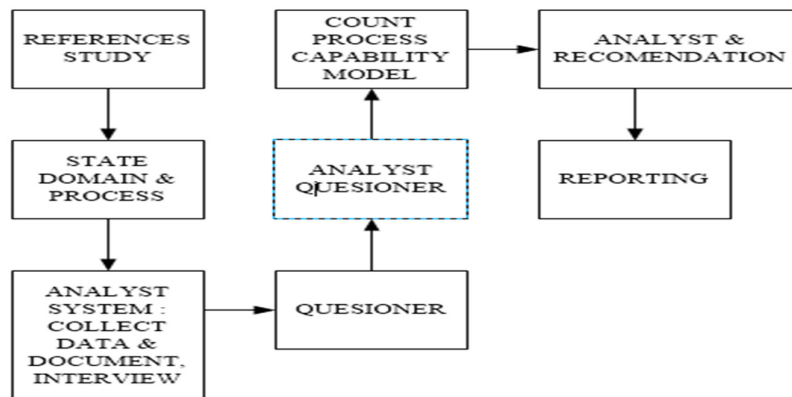 REFERENCES
STUDY
STATE
DOMAIN &
PROCESS
ANALYST
SYSTEM :
COLLECT
DATA &
DOCUMENT,
INTERVIEW
QUESIONER
ANALYST
QUESIONER
COUNT
PROCESS
CAPABILITY
MODEL
ANALYST &
RECOMENDATION
REPORTING